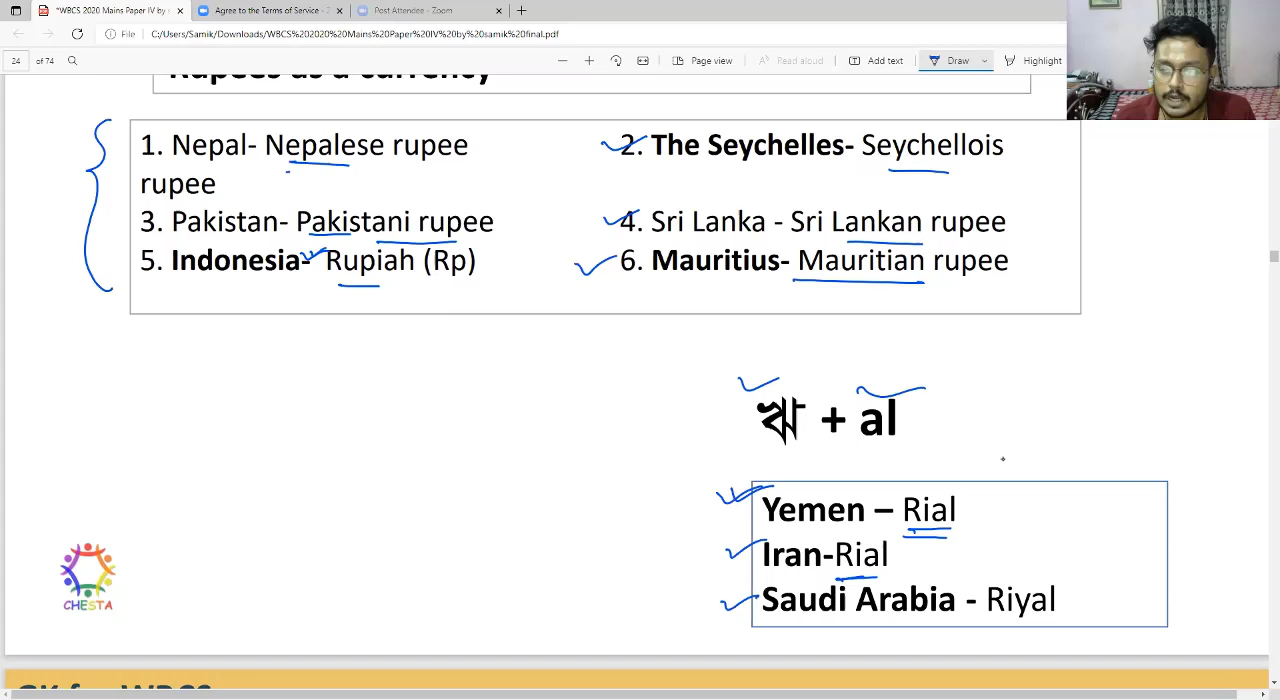 *WBCS 2020 Mains Paper IV by s
Agree to the Terms of Service - Z
Post Attendee - Zoom
File
C:/Users/Samik/Downloads/WBCS%202020%20Mains%20Paper%20IV%20by%20samik%20final.pdf
24 of 74
Page view
Read aloud
Add text
Draw
Highlight
Rupees as a currency
1. Nepal- Nepalese rupee 2. The Seychelles- Seychellois
rupee
3. Pakistan- Pakistani rupee 4. Sri Lanka - Sri Lankan rupee
5. Indonesia- Rupiah (Rp) 6. Mauritius- Mauritian rupee
ঋ + al
Yemen – Rial
Iran-Rial
Saudi Arabia - Riyal
CHESTA
GK for WBCS